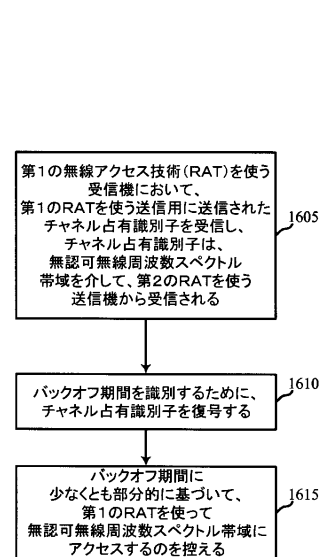 第1の無線アクセス技術(RAT)を使う
受信機において、
第1のRATを使う送信用に送信された
チャネル占有識別子を受信し、
チャネル占有識別子は、
無認可無線周波数スペクトル
帯域を介して、第2のRATを使う
送信機から受信される
1605
バックオフ期間を識別するために、
チャネル占有識別子を復号する
1610
バックオフ期間に
少なくとも部分的に基づいて、
第1のRATを使って
無認可無線周波数スペクトル帯域に
アクセスするのを控える
1615